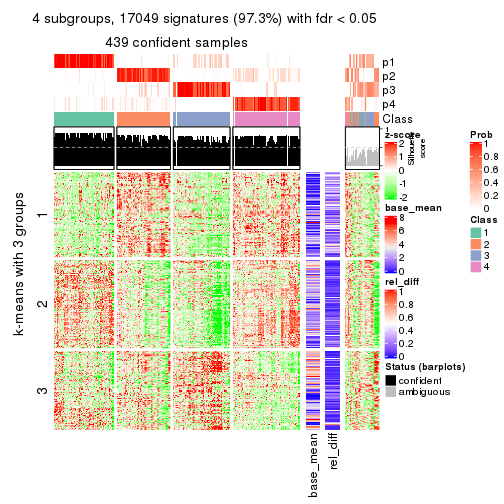 4 subgroups, 17049 signatures (97.3%) with fdr < 0.05
439 confident samples
p1
p2
p3
p4
Class
1
Silhouette
score
k-means with 3 groups
1
2
3
base_mean
rel_diff
z-score
2
1
0
-1
-2
base_mean
8
6
4
2
0
rel_diff
1
0.8
0.6
0.4
0.2
0
Status (barplots)
confident
ambiguous
Prob
1
0.8
0.6
0.4
0.2
0
Class
1
2
3
4